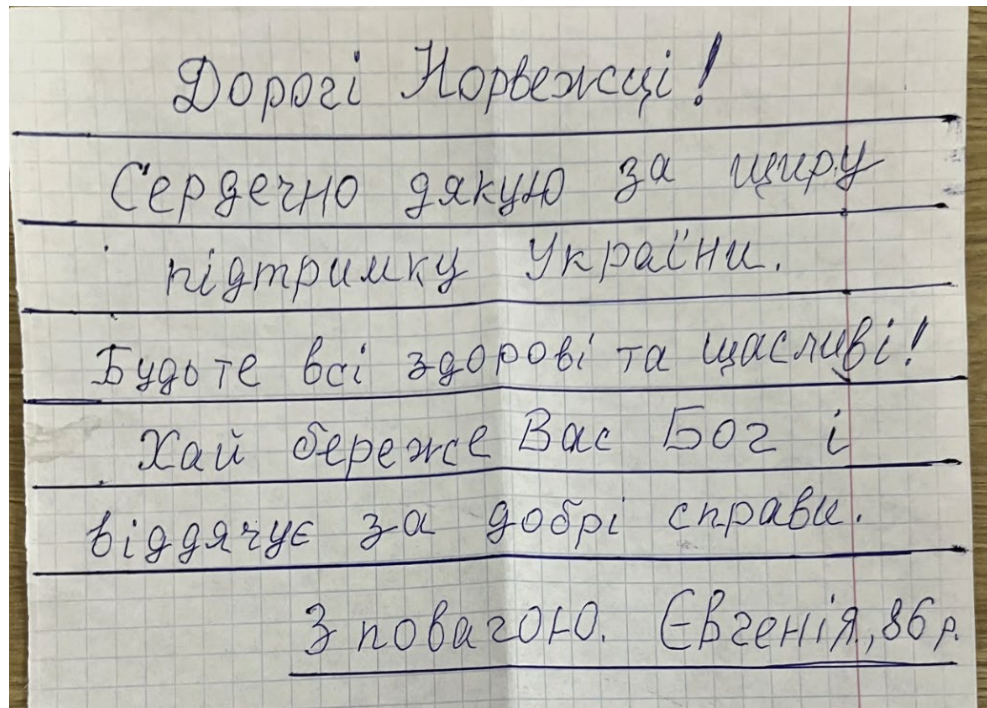 Дорогі Норвежці!
Сердечно дякую за щиру
підтримку України.
Будьте всі здорові та щасливі!
Хай береже Вас Бог і
віддячує за добрі справи.
З повагою. Євгенія, 86 р.